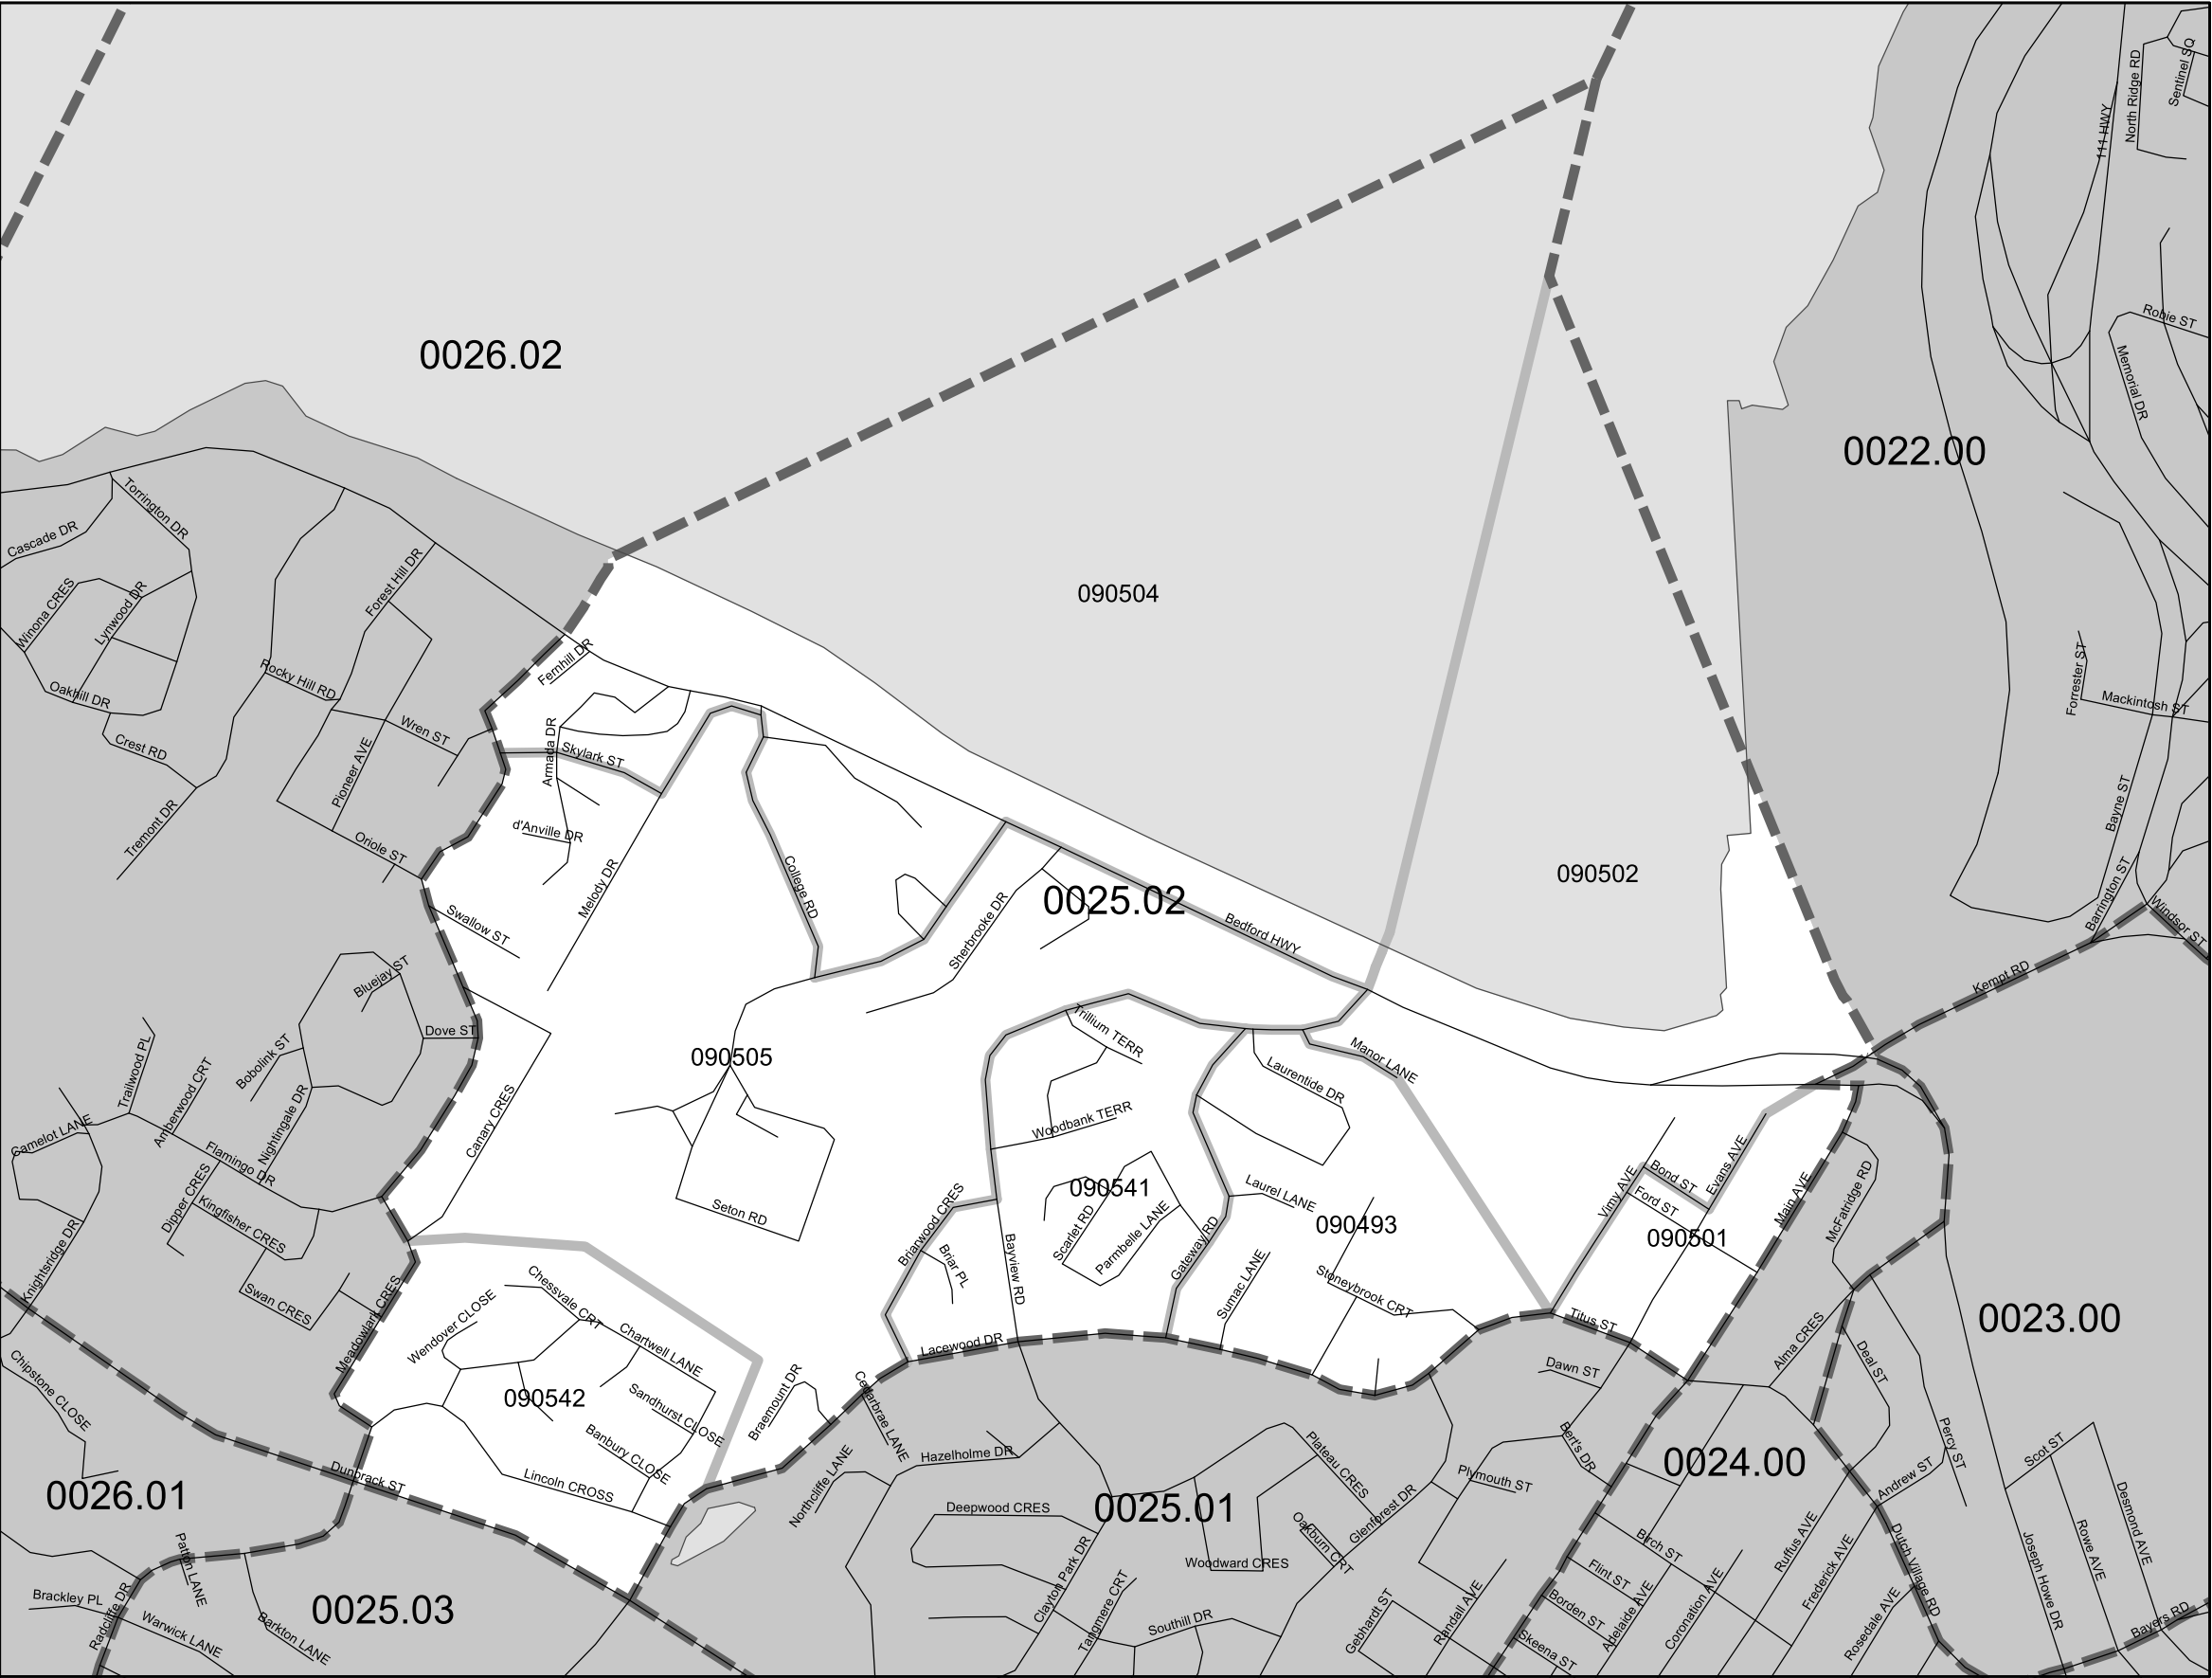 Sentinel SQ
North Ridge RD
111 HWY
Robie ST
Memorial DR
0026.02
0022.00
Torrington DR
Cascade DR
Forest Hill DR
Winona CRES
Lynwood DR
090504
Fernhill DR
Forrester ST
Rocky Hill RD
Oakhill DR
Mackintosh ST
Wren ST
Crest RD
Armada DR
Skylark ST
Pioneer AVE
Tremont DR
Bayne ST
d'Anville DR
Oriole ST
090502
Melody DR
College RD
0025.02
Barrington ST
Windsor ST
Swallow ST
Sherbrooke DR
Bedford HWY
Bluejay ST
Kempt RD
Dove ST
Trillium TERR
Bobolink ST
090505
Manor LANE
Trailwood PL
Amberwood CRT
Laurentide DR
Nightingale DR
Canary CRES
Woodbank TERR
Camelot LANE
Flamingo DR
Dipper CRES
Kingfisher CRES
Seton RD
090541
Laurel LANE
Bond ST
Evans AVE
Vimy AVE
Ford ST
Main AVE
McFatridge RD
Briarwood CRES
Scarlet RD
Parmbelle LANE
Gateway RD
090493
090501
Knightsridge DR
Briar PL
Bayview RD
Sumac LANE
Stoneybrook CRT
Swan CRES
Chessvale CRT
Wendover CLOSE
Titus ST
0023.00
Meadowlark CRES
Chartwell LANE
Lacewood DR
Alma CRES
Chipstone CLOSE
Deal ST
Dawn ST
090542
Sandhurst CLOSE
Braemount DR
Cedarbrae LANE
Banbury CLOSE
Hazelholme DR
Plateau CRES
Bert's DR
Percy ST
Scot ST
0024.00
Dunbrack ST
Lincoln CROSS
Northcliffe LANE
Plymouth ST
Andrew ST
0026.01
Deepwood CRES
0025.01
Glenforest DR
Oakburn CRT
Desmond AVE
Rowe AVE
Patton LANE
Clayton Park DR
Woodward CRES
Birch ST
Flint ST
Ruffus AVE
Frederick AVE
Dutch Village RD
Joseph Howe DR
Brackley PL
Radcliffe DR
Warwick LANE
0025.03
Barkton LANE
Tangmere CRT
Southill DR
Gebhardt ST
Randall AVE
Borden ST
Skeena ST
Adelaide AVE
Coronation AVE
Rosedale AVE
Bayers RD